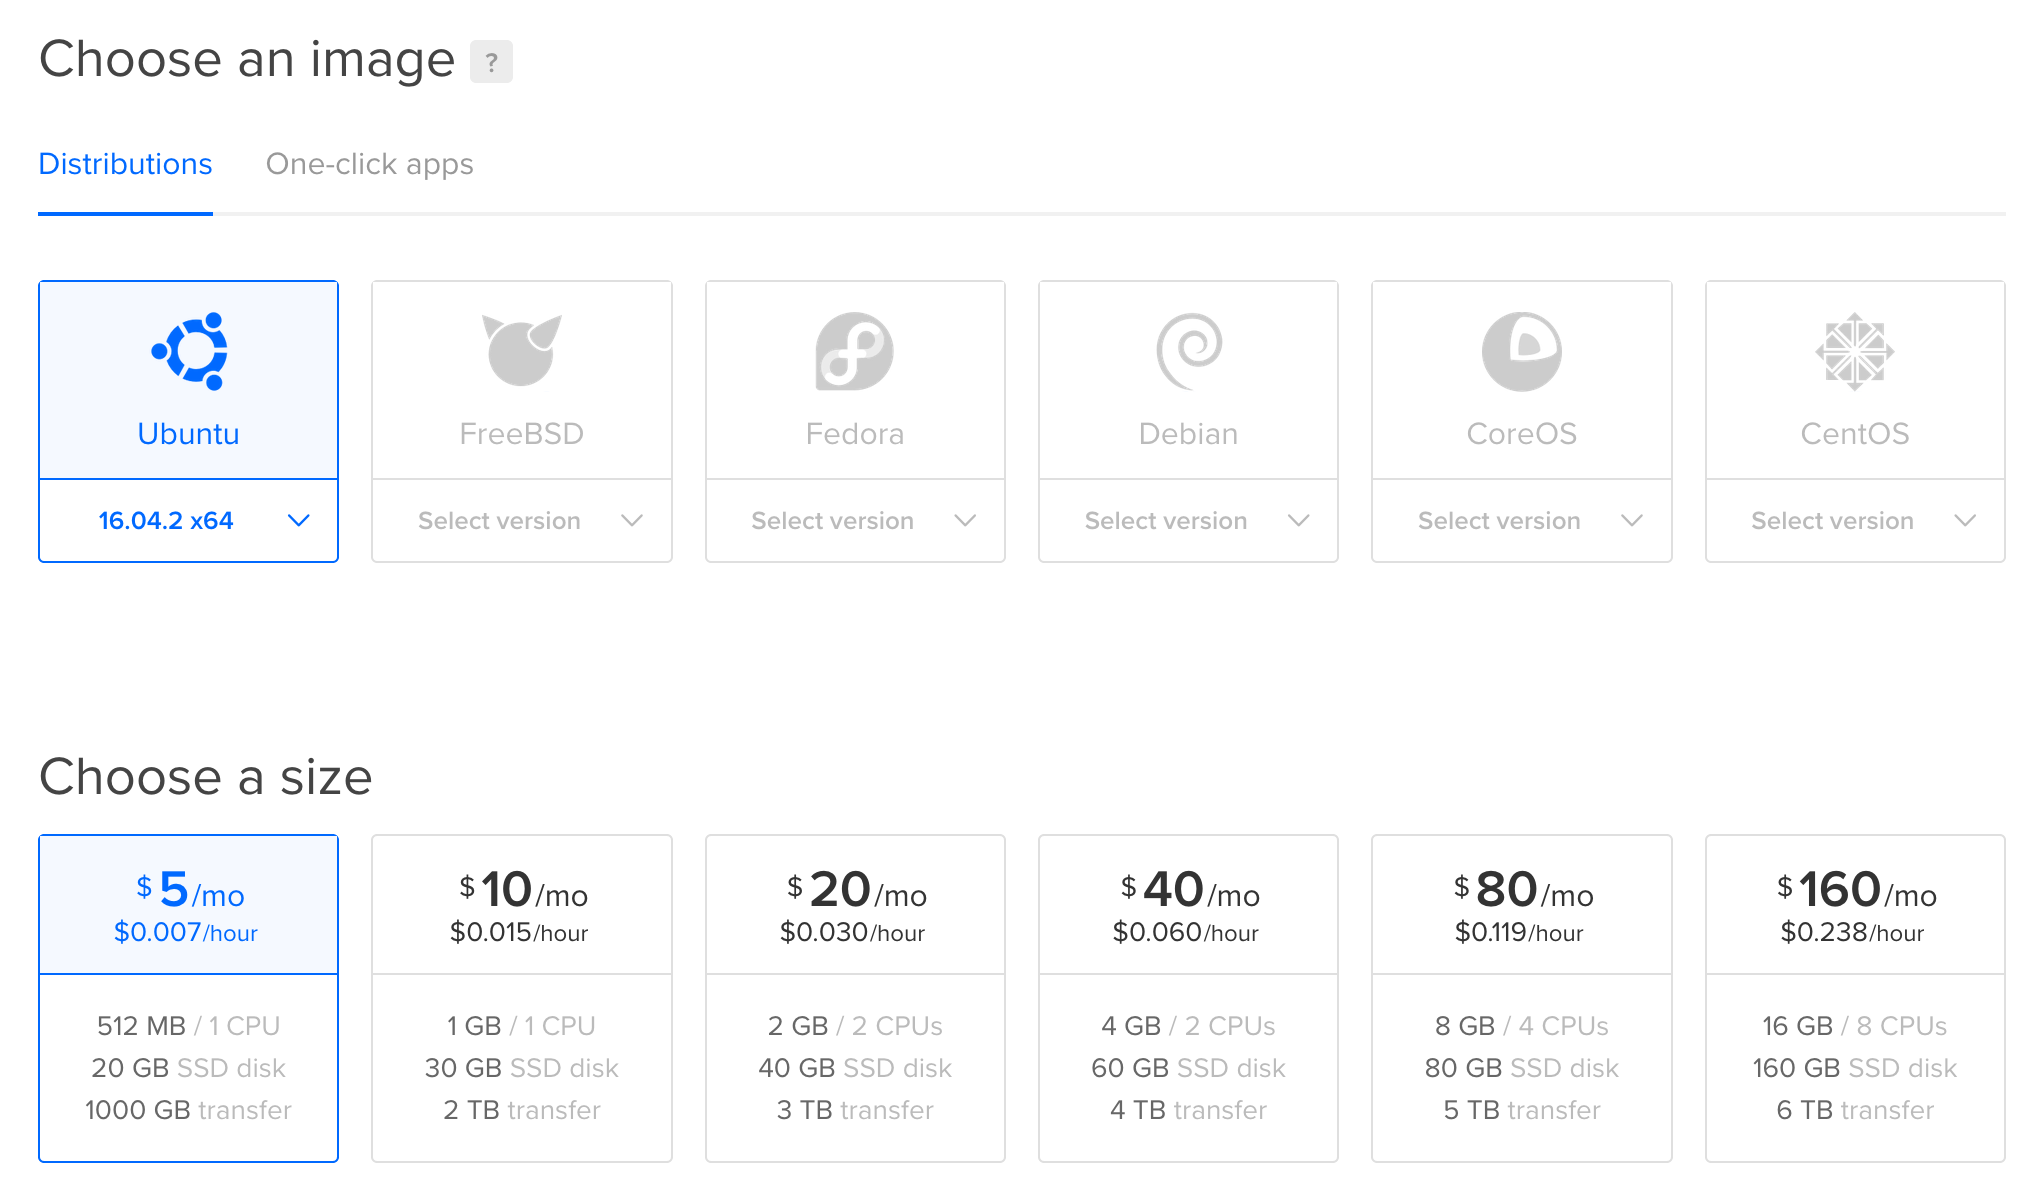 Choose an image ?
Distributions One-click apps
Ubuntu FreeBSD Fedora Debian CoreOS CentOS
16.04.2 x64 Select version Select version Select version Select version Select version
Choose a size
$5/mo $10/mo $20/mo $40/mo $80/mo $160/mo
$0.007/hour $0.015/hour $0.030/hour $0.060/hour $0.119/hour $0.238/hour
512 MB / 1 CPU 1 GB / 1 CPU 2 GB / 2 CPUs 4 GB / 2 CPUs 8 GB / 4 CPUs 16 GB / 8 CPUs
20 GB SSD disk 30 GB SSD disk 40 GB SSD disk 60 GB SSD disk 80 GB SSD disk 160 GB SSD disk
1000 GB transfer 2 TB transfer 3 TB transfer 4 TB transfer 5 TB transfer 6 TB transfer